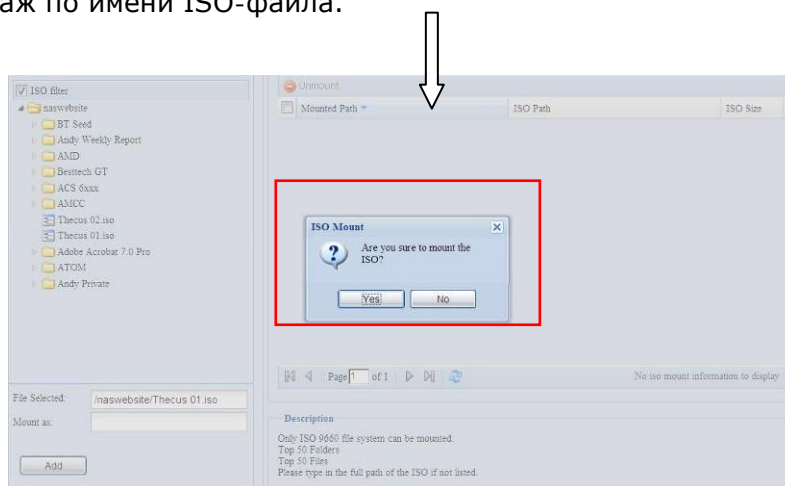 аж по имени ISO-файла.
ISO filter
naswebsite
BT Seed
Andy Weekly Report
AMD
Besttech GT
ACS 6xxx
AMCC
Thecus 02.iso
Thecus 01.iso
Adobe Acrobat 7.0 Pro
ATOM
Andy Private
File Selected: /naswebsite/Thecus 01.iso
Mount as:
Add
Unmount
Mounted Path ISO Path ISO Size
ISO Mount
Are you sure to mount the
ISO?
Yes No
Page 1 of 1 No iso mount information to display
Description
Only ISO 9660 file system can be mounted.
Top 50 Folders
Top 50 Files
Please type in the full path of the ISO if not listed.